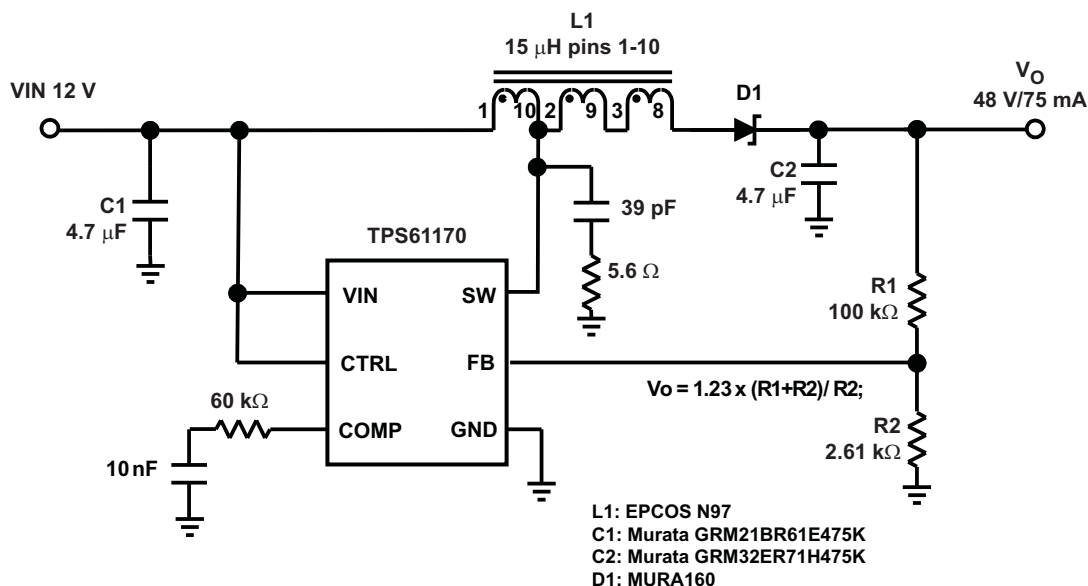 L1
15 μH pins 1-10
VIN 12 V
VO
48 V/75 mA
D1
1 10 2 9 3 8
C1
4.7 μF
C2
4.7 μF
39 pF
TPS61170
5.6 Ω
R1
100 kΩ
VIN SW
CTRL FB
Vo = 1.23 x (R1+R2)/ R2;
60 kΩ
COMP GND
R2
2.61 kΩ
10 nF
L1: EPCOS N97
C1: Murata GRM21BR61E475K
C2: Murata GRM32ER71H475K
D1: MURA160